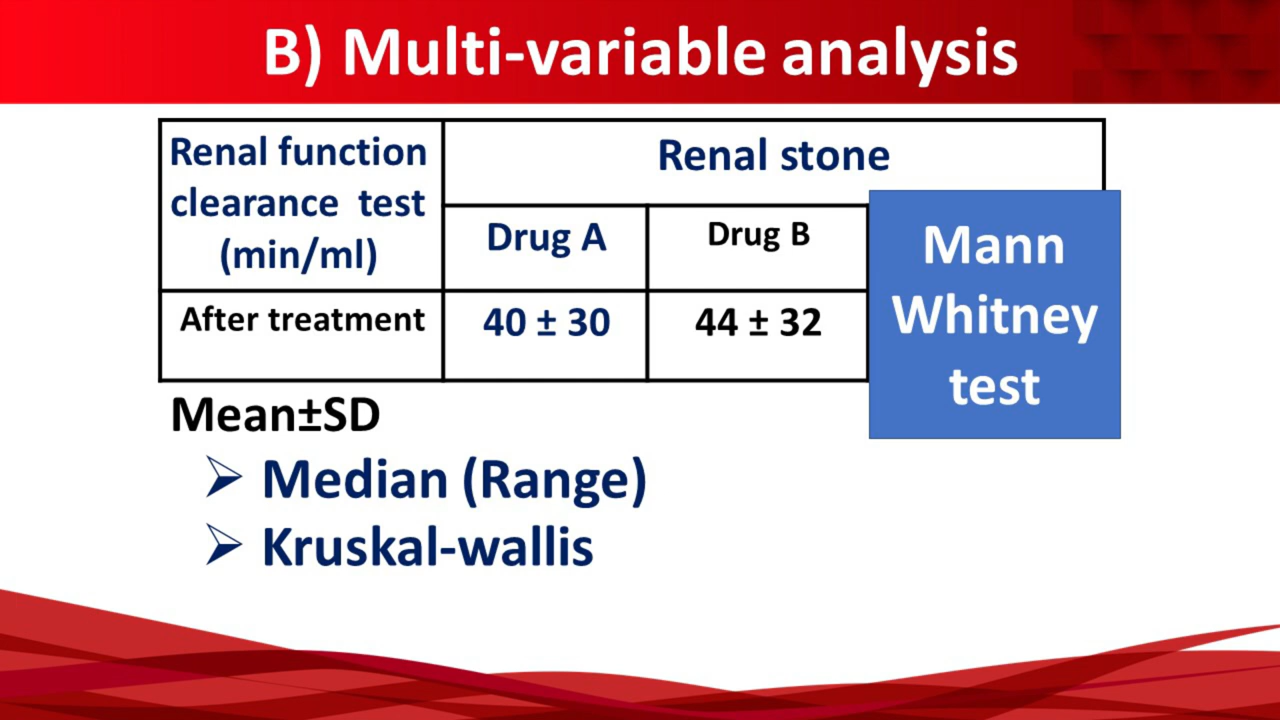 B) Multi-variable analysis
Renal function
clearance test
(min/ml)
Renal stone
Drug A
Drug B
Mann
Whitney
test
After treatment
40 ± 30
44 ± 32
Mean±SD
➢ Median (Range)
➢ Kruskal-wallis